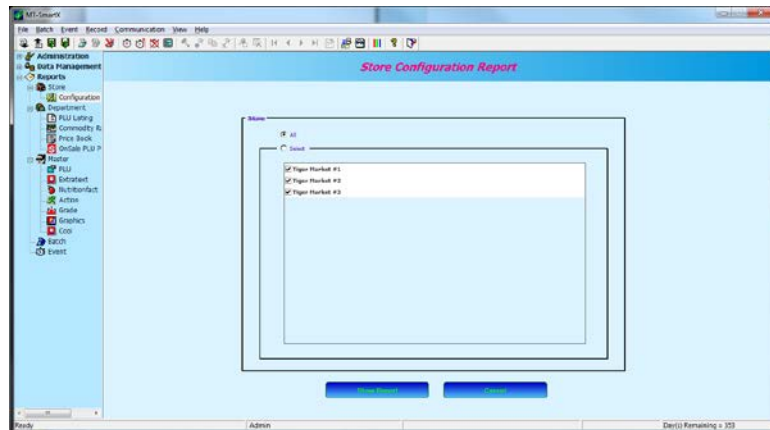 MT-SmartX
File Batch Event Record Communication View Help
Administration
Data Management
Reports
Store
Configuration
Department
PLU Listing
Commodity R
Price Book
OnSale PLU P
Master
PLU
Extratext
Nutritionfact
Action
Grade
Graphics
Cool
Batch
Event
Store Configuration Report
Store
All
Select
Tiger Market #1
Tiger Market #2
Tiger Market #3
Show Report
Cancel
Ready
Admin
Day(s) Remaining = 353